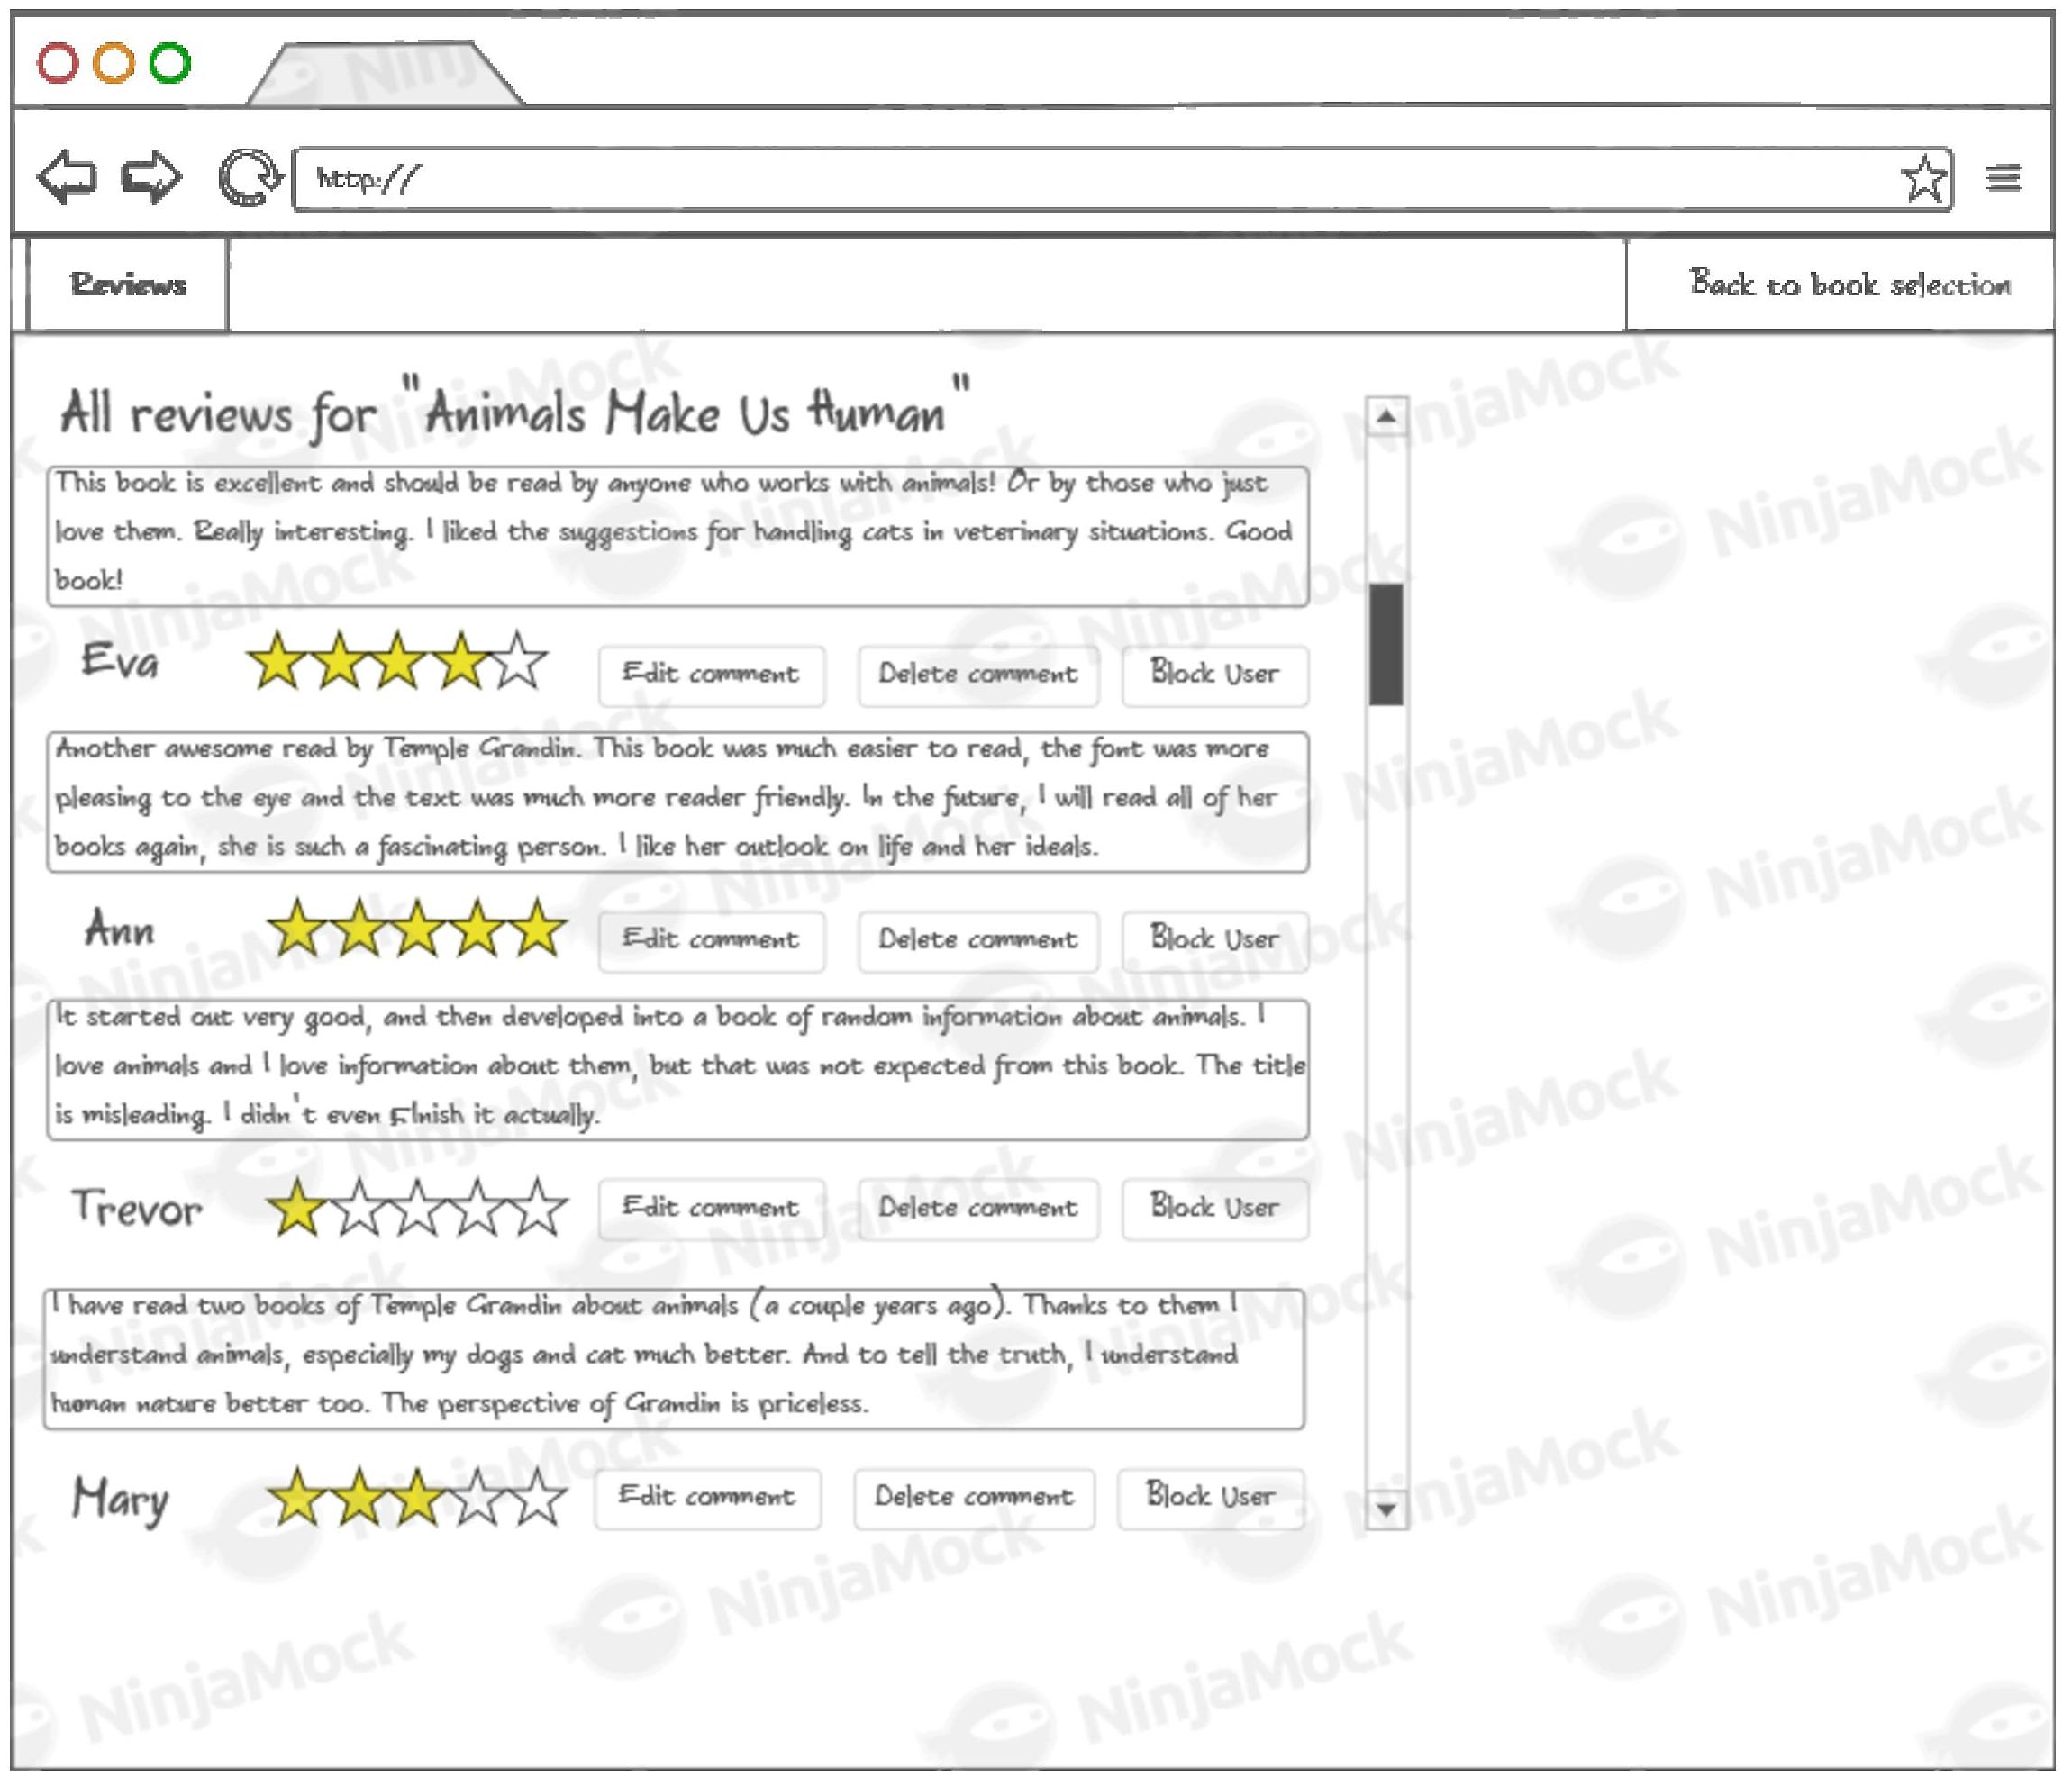 http://
Reviews
Back to book selection
All reviews for "Animals Make Us Human"
This book is excellent and should be read by anyone who works with animals! Or by those who just
love them. Really interesting. I liked the suggestions for handling cats in veterinary situations. Good
book!
Eva
Edit comment
Delete comment
Block User
Another awesome read by Temple Grandin. This book was much easier to read, the font was more
pleasing to the eye and the text was much more reader friendly. In the future, I will read all of her
books again, she is such a fascinating person. I like her outlook on life and her ideals.
Ann
Edit comment
Delete comment
Block User
It started out very good, and then developed into a book of random information about animals. I
love animals and I love information about them, but that was not expected from this book. The title
is misleading. I didn't even FInish it actually.
Trevor
Edit comment
Delete comment
Block User
I have read two books of Temple Grandin about animals (a couple years ago). Thanks to them I
understand animals, especially my dogs and cat much better. And to tell the truth, I understand
human nature better too. The perspective of Grandin is priceless.
Mary
Edit comment
Delete comment
Block User
NinjaMock